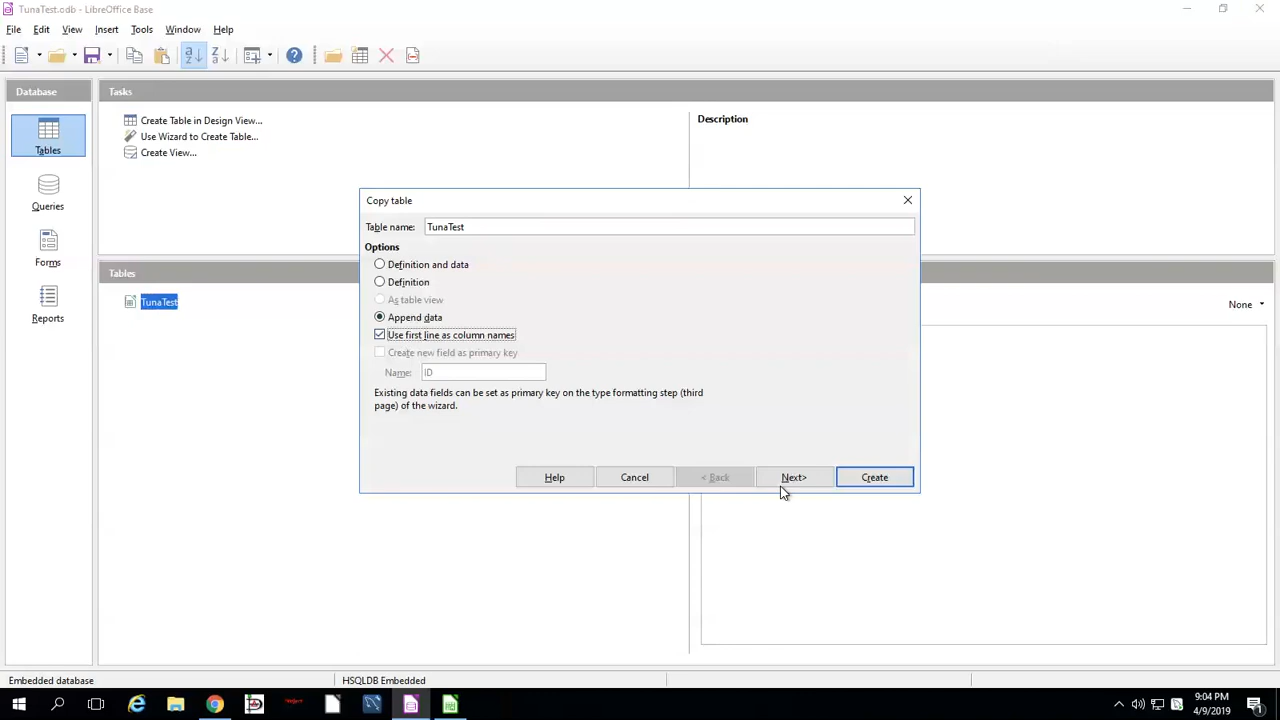 TunaTest.odb - LibreOffice Base
File Edit View Insert Tools Window Help
Database
Tables
Queries
Forms
Reports
Tasks
Create Table in Design View...
Use Wizard to Create Table...
Create View...
Description
Tables
TunaTest
None
Copy table
Table name: TunaTest
Options
Definition and data
Definition
As table view
Append data
Use first line as column names
Create new field as primary key
Name: ID
Existing data fields can be set as primary key on the type formatting step (third
page) of the wizard.
Help Cancel < Back Next> Create
Embedded database HSQLDB Embedded
9:04 PM
4/9/2019